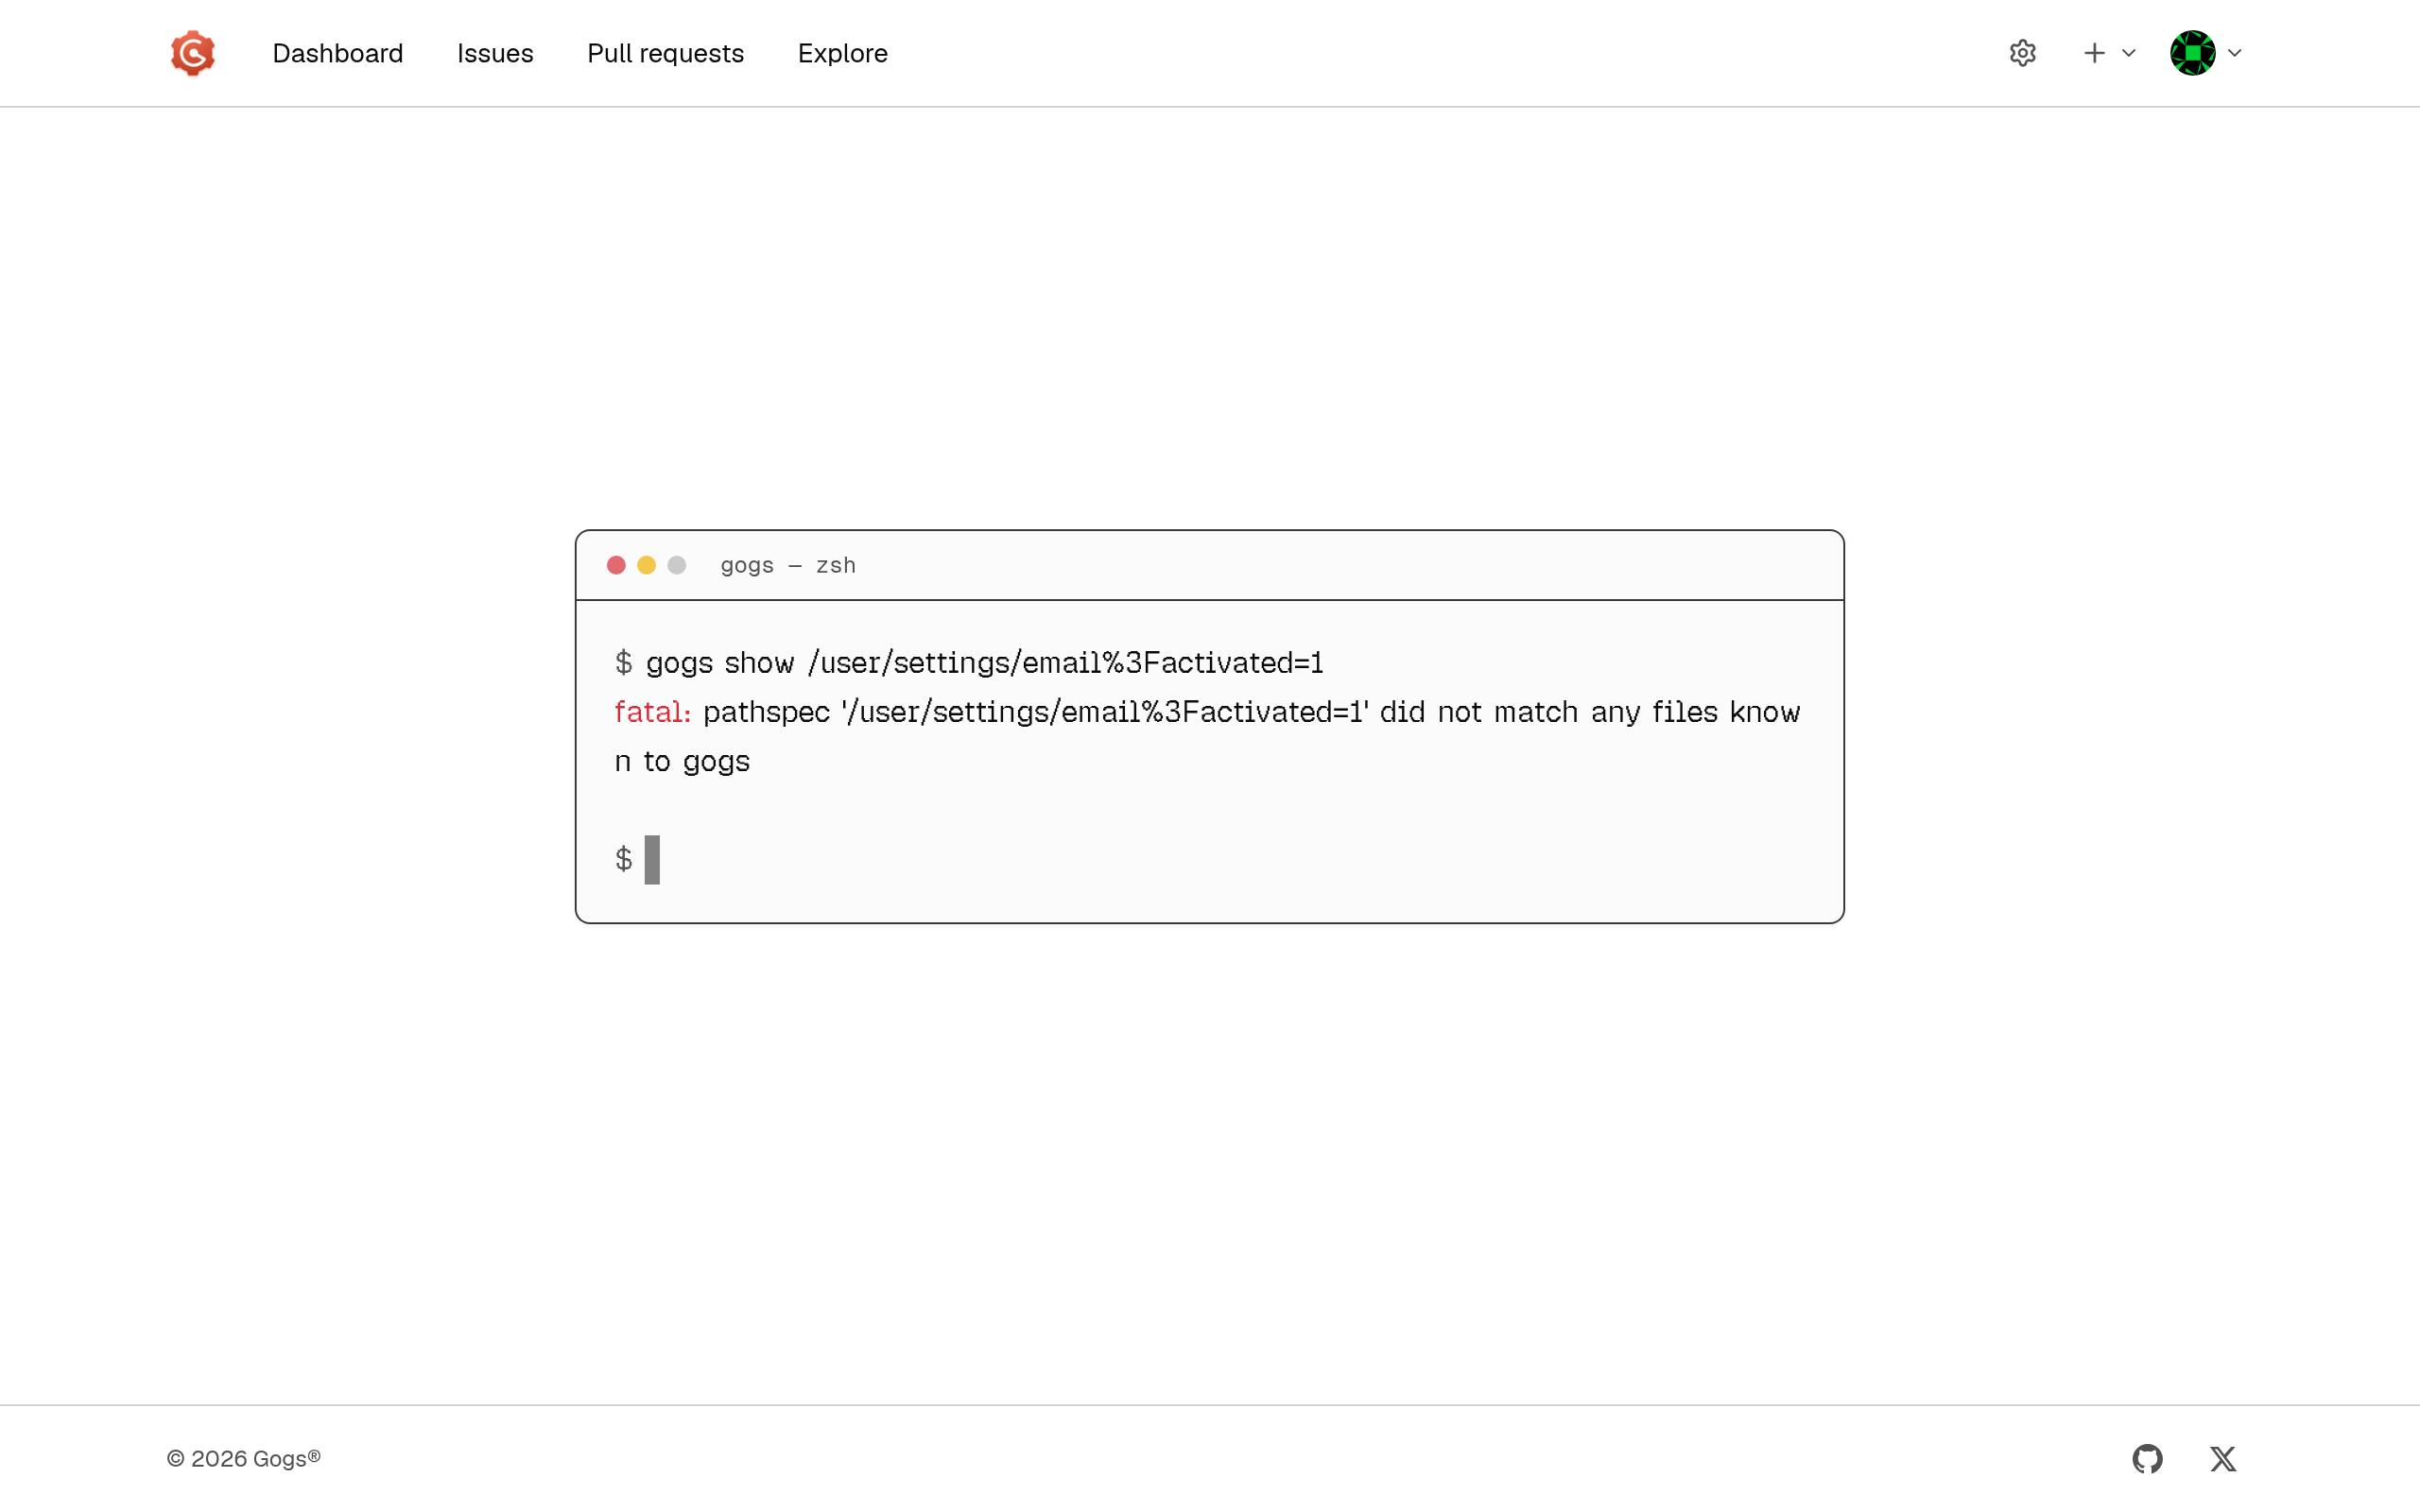 Dashboard Issues Pull requests Explore
gogs — zsh
$ gogs show /user/settings/email%3Factivated=1
fatal: pathspec '/user/settings/email%3Factivated=1' did not match any files know
n to gogs
$
© 2026 Gogs®